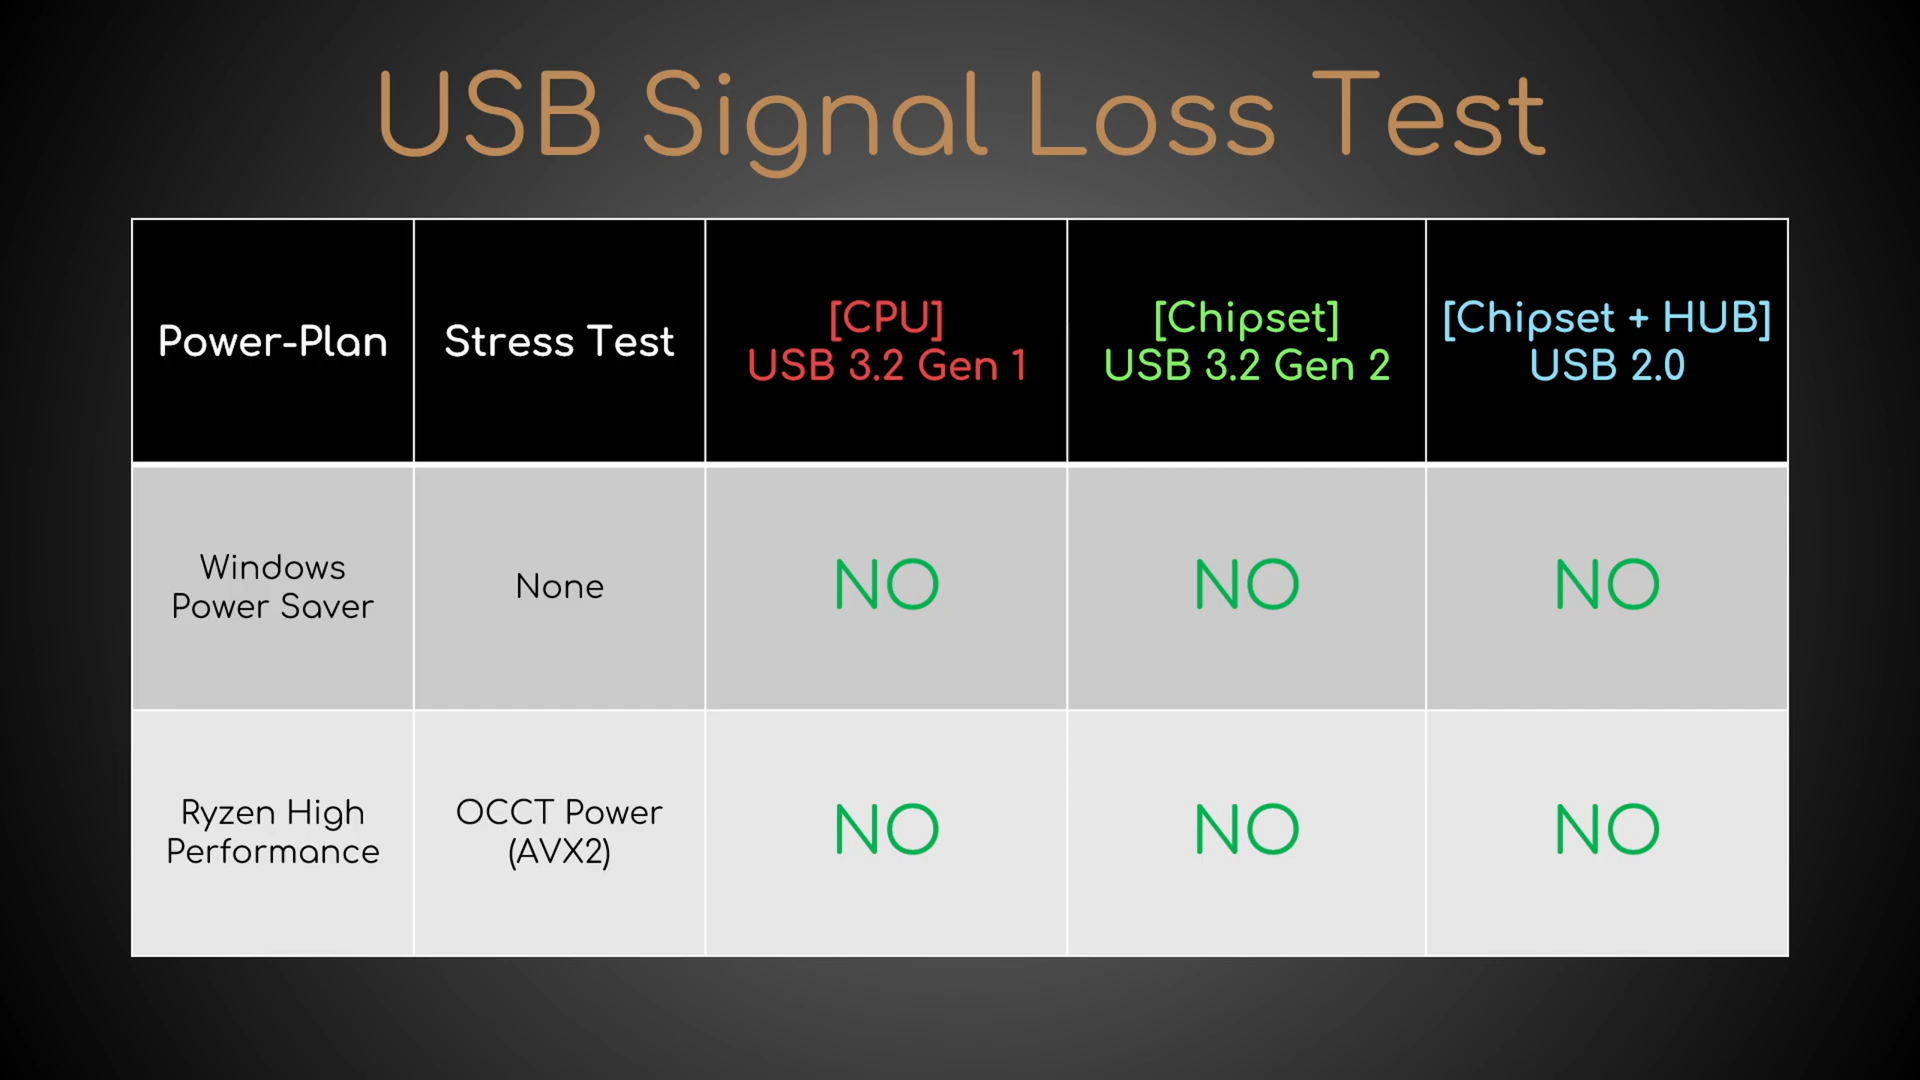 USB Signal Loss Test
Power-Plan
Stress Test
[CPU]
USB 3.2 Gen 1
[Chipset]
USB 3.2 Gen 2
[Chipset + HUB]
USB 2.0
Windows
Power Saver
None
NO
NO
NO
Ryzen High
Performance
OCCT Power
(AVX2)
NO
NO
NO